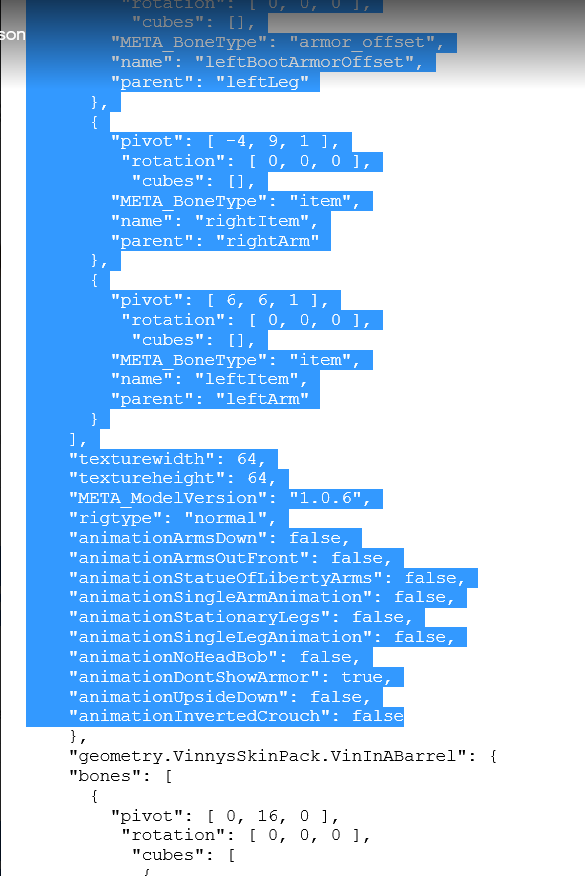 "rotation": [ 0, 0, 0 ],
son
"cubes": [],
"META_BoneType": "armor_offset",
"name": "leftBootArmorOffset",
"parent": "leftLeg"
},
{
"pivot": [ -4, 9, 1 ],
"rotation": [ 0, 0, 0 ],
"cubes": [],
"META_BoneType": "item",
"name": "rightItem",
"parent": "rightArm"
},
{
"pivot": [ 6, 6, 1 ],
"rotation": [ 0, 0, 0 ],
"cubes": [],
"META_BoneType": "item",
"name": "leftItem",
"parent": "leftArm"
}
],
"texturewidth": 64,
"textureheight": 64,
"META_ModelVersion": "1.0.6",
"rigtype": "normal",
"animationArmsDown": false,
"animationArmsOutFront": false,
"animationStatueOfLibertyArms": false,
"animationSingleArmAnimation": false,
"animationStationaryLegs": false,
"animationSingleLegAnimation": false,
"animationNoHeadBob": false,
"animationDontShowArmor": true,
"animationUpsideDown": false,
"animationInvertedCrouch": false
},
"geometry.VinnysSkinPack.VinInABarrel": {
"bones": [
{
"pivot": [ 0, 16, 0 ],
"rotation": [ 0, 0, 0 ],
"cubes": [
{